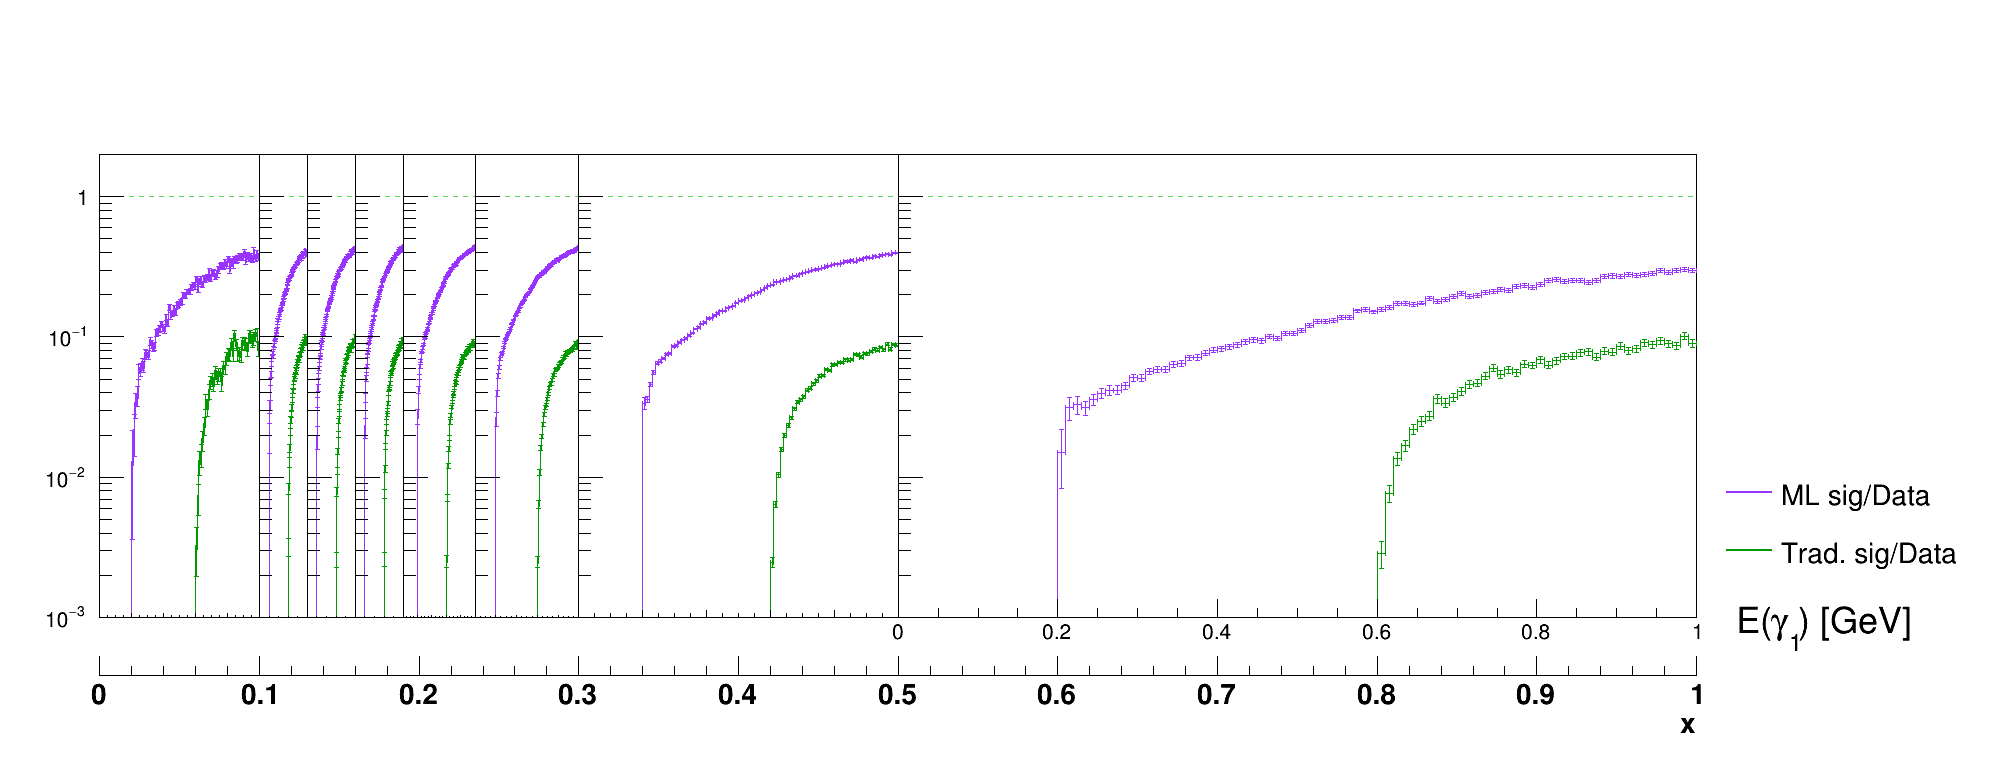 1
10⁻¹
10⁻²
10⁻³
ML sig/Data
Trad. sig/Data
E(γ₁) [GeV]
0 0.2 0.4 0.6 0.8 1
0 0.1 0.2 0.3 0.4 0.5 0.6 0.7 0.8 0.9 1
x